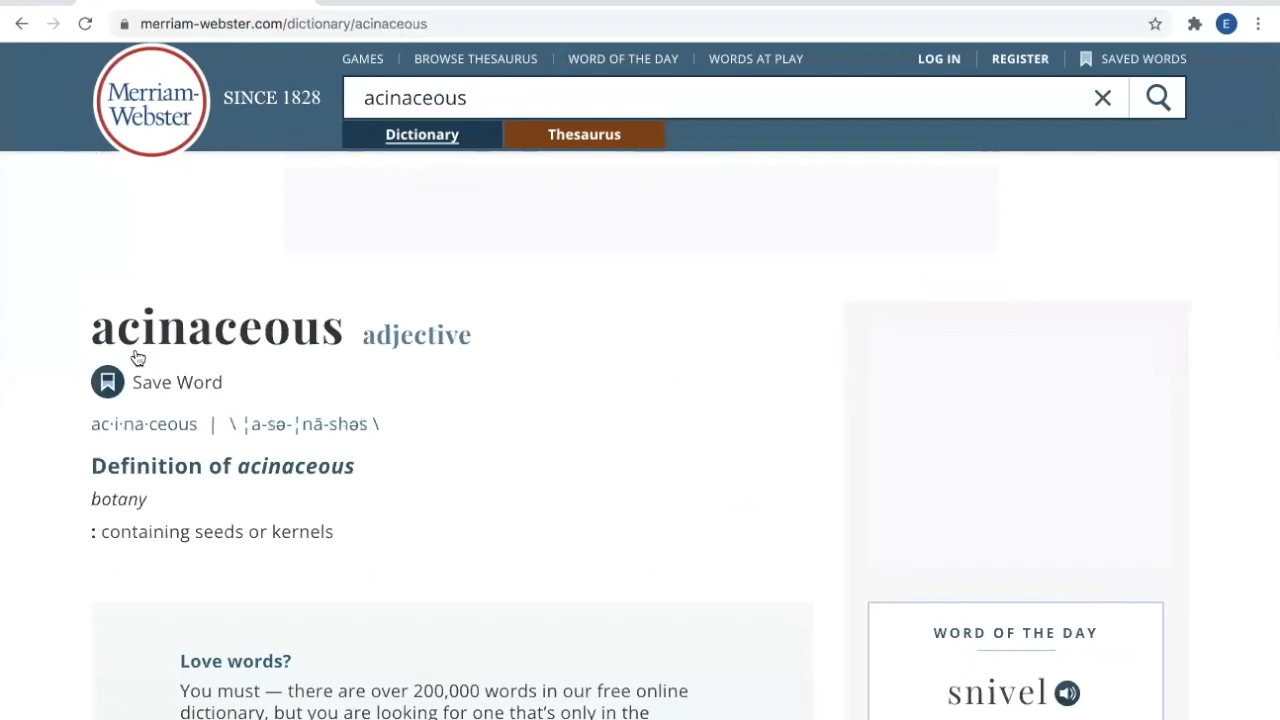 merriam-webster.com/dictionary/acinaceous
E
GAMES
BROWSE THESAURUS
WORD OF THE DAY
WORDS AT PLAY
LOG IN
REGISTER
SAVED WORDS
Merriam-
Webster
SINCE 1828
acinaceous
Dictionary
Thesaurus
acinaceous adjective
Save Word
ac·i·na·ceous | \ ¦a-sə-¦nā-shəs \
Definition of acinaceous
botany
: containing seeds or kernels
Love words?
You must — there are over 200,000 words in our free online
dictionary, but you are looking for one that's only in the
WORD OF THE DAY
snivel